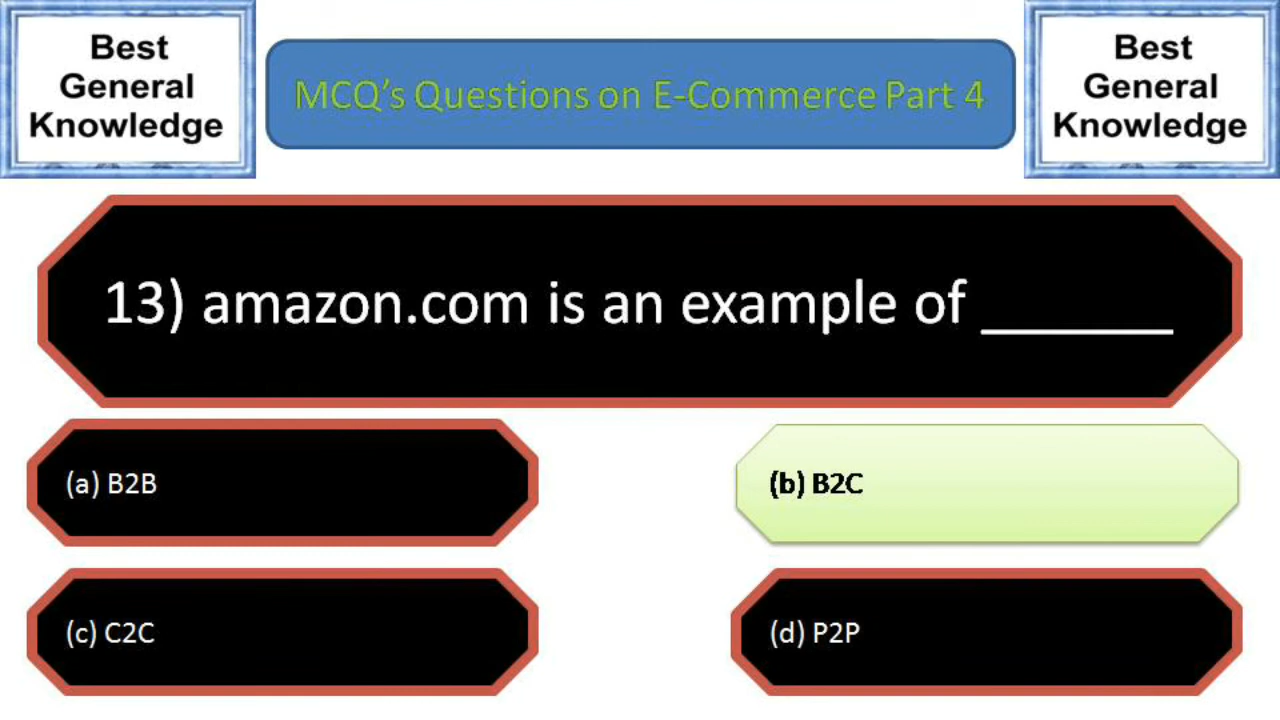 Best
General
Knowledge
MCQ’s Questions on E-Commerce Part 4
Best
General
Knowledge
13) amazon.com is an example of _______
(a) B2B
(b) B2C
(c) C2C
(d) P2P